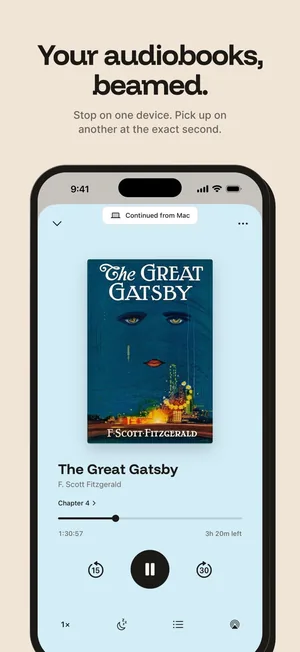 Your audiobooks,
beamed.
Stop on one device. Pick up on
another at the exact second.
9:41
Continued from Mac
The GREAT
GATSBY
F·SCOTT·FITZGERALD
The Great Gatsby
F. Scott Fitzgerald
Chapter 4
1:30:57
3h 20m left
15
30
1×